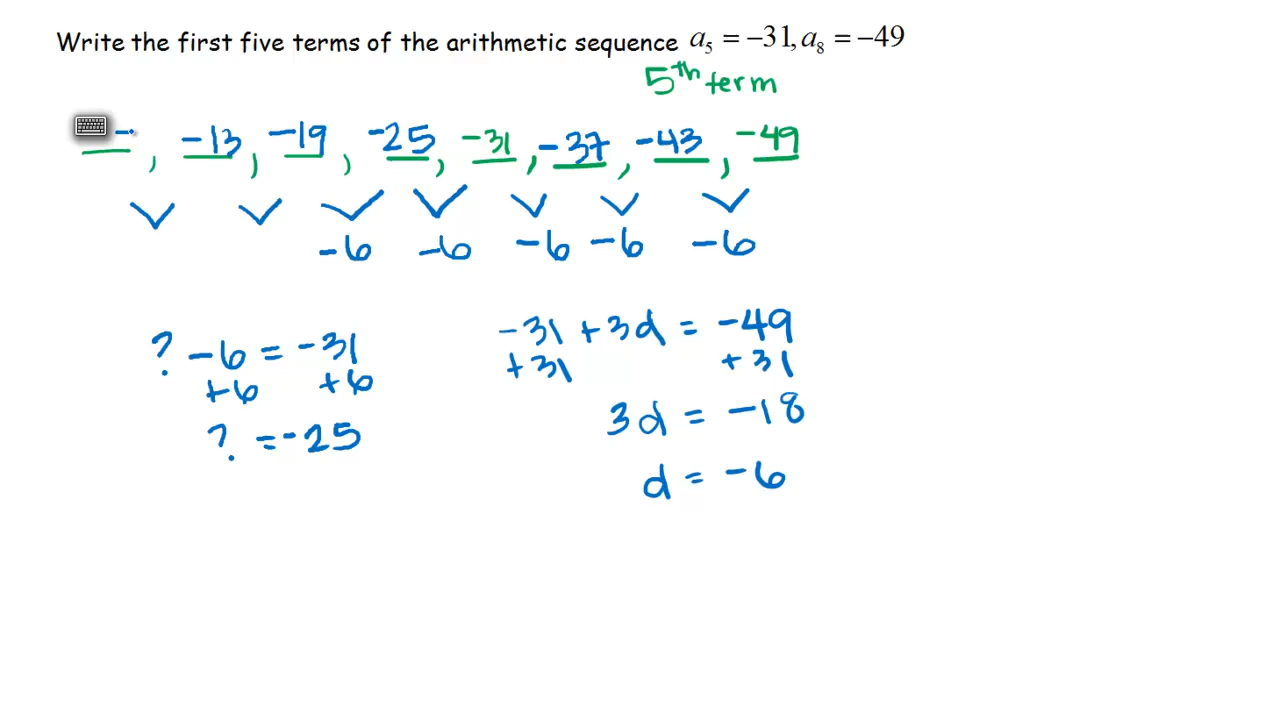 Write the first five terms of the arithmetic sequence a₅ = −31, a₈ = −49
5th term
−, −13, −19, −25, −31, −37, −43, −49
−6 −6 −6 −6 −6
? −6 = −31
+6 +6
? = −25
−31 + 3d = −49
+31 +31
3d = −18
d = −6